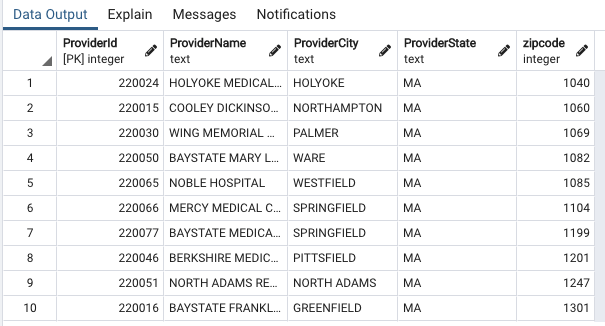 Data Output Explain Messages Notifications
ProviderId ProviderName ProviderCity ProviderState zipcode
[PK] integer text text text integer
1 220024 HOLYOKE MEDICAL... HOLYOKE MA 1040
2 220015 COOLEY DICKINSO... NORTHAMPTON MA 1060
3 220030 WING MEMORIAL ... PALMER MA 1069
4 220050 BAYSTATE MARY L... WARE MA 1082
5 220065 NOBLE HOSPITAL WESTFIELD MA 1085
6 220066 MERCY MEDICAL C... SPRINGFIELD MA 1104
7 220077 BAYSTATE MEDICA... SPRINGFIELD MA 1199
8 220046 BERKSHIRE MEDIC... PITTSFIELD MA 1201
9 220051 NORTH ADAMS RE... NORTH ADAMS MA 1247
10 220016 BAYSTATE FRANKL... GREENFIELD MA 1301